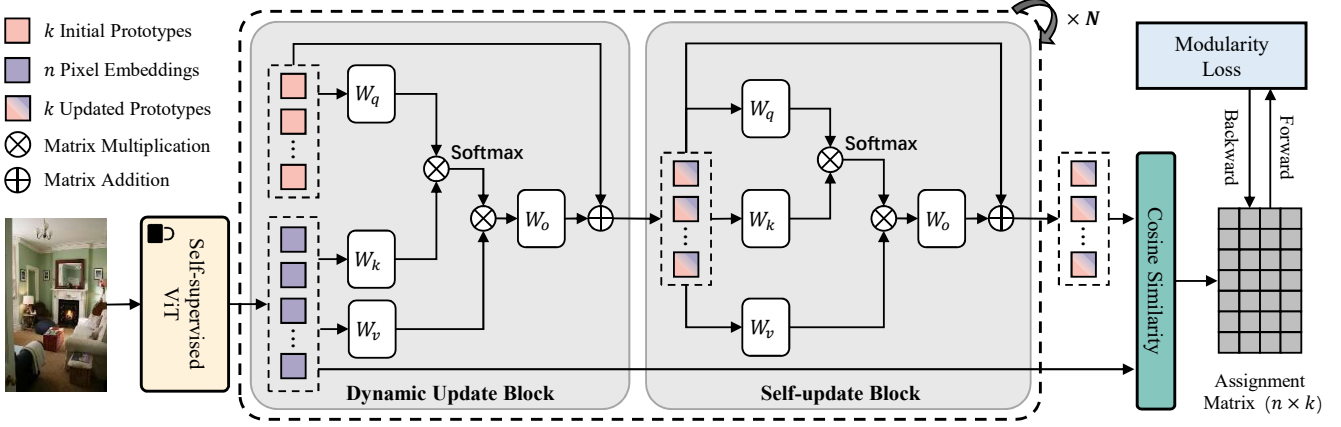 k Initial Prototypes
n Pixel Embeddings
k Updated Prototypes
Matrix Multiplication
Matrix Addition
Self-supervised
ViT
W_q
W_k
W_v
Softmax
W_o
Dynamic Update Block
W_q
W_k
W_v
Softmax
W_o
Self-update Block
× N
Cosine Similarity
Modularity
Loss
Backward
Forward
Assignment
Matrix (n × k)